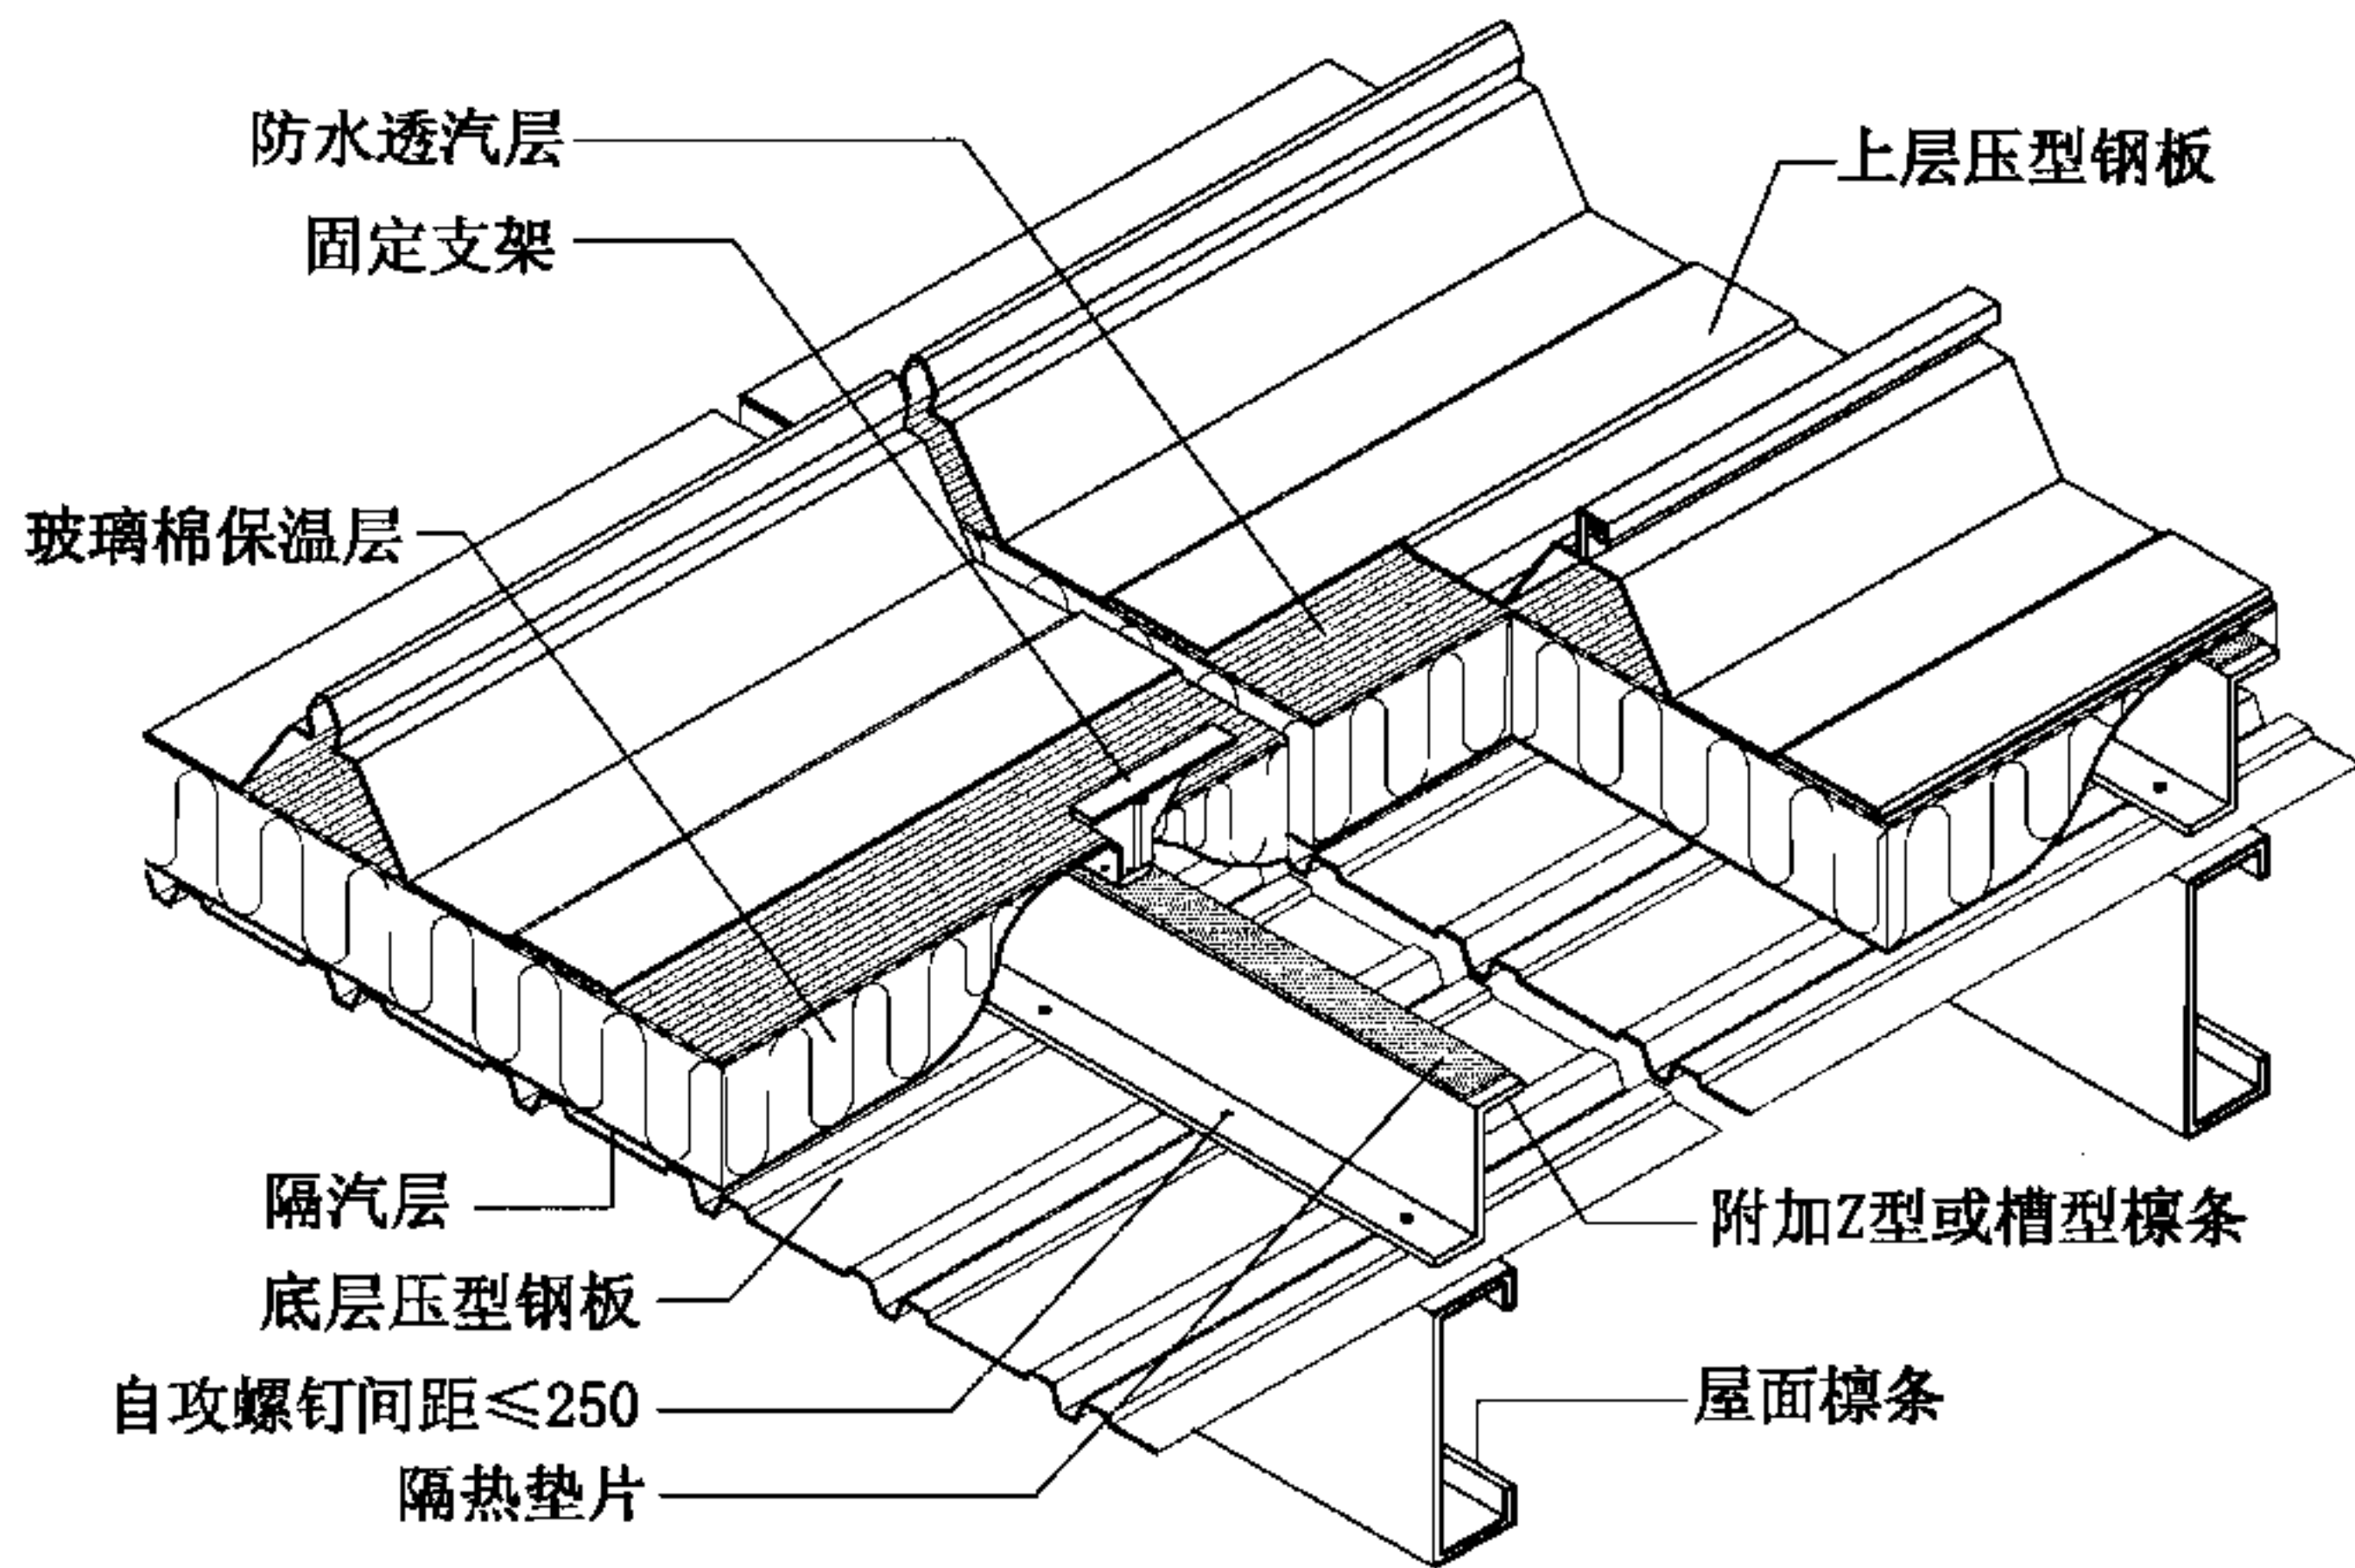 防水透汽层
上层压型钢板
固定支架
玻璃棉保温层
隔汽层
附加Z型或槽型檩条
底层压型钢板
自攻螺钉间距≤250
屋面檩条
隔热垫片